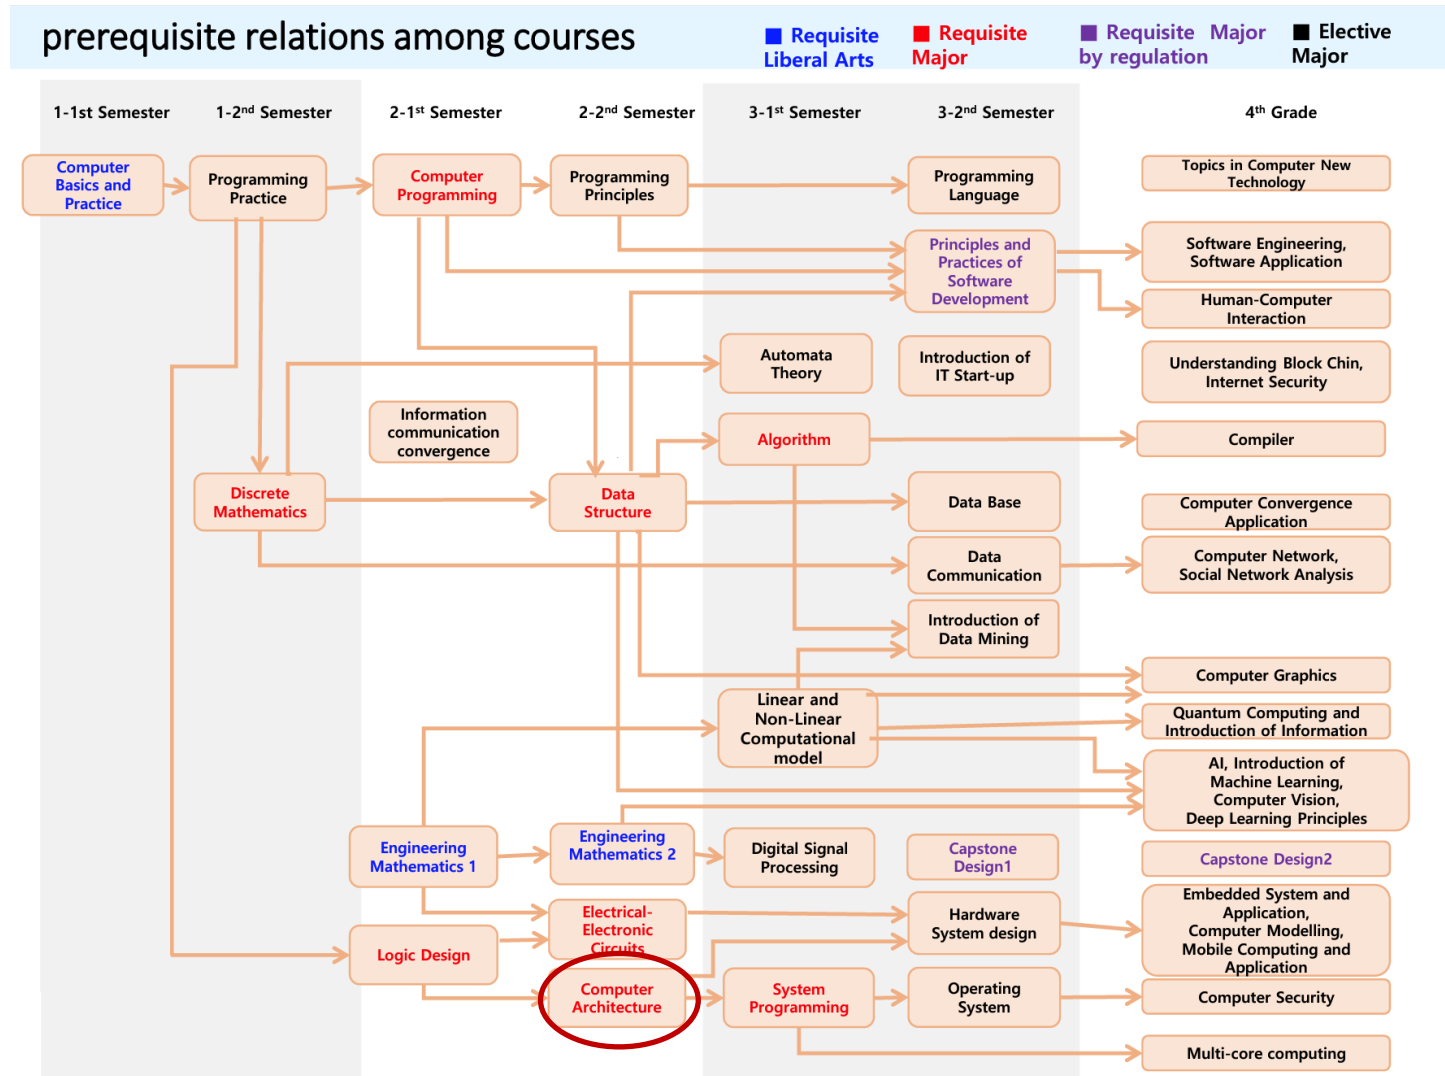 prerequisite relations among courses
■ Requisite
Liberal Arts
■ Requisite
Major
■ Requisite Major
by regulation
■ Elective
Major
1-1st Semester
1-2nd Semester
2-1st Semester
2-2nd Semester
3-1st Semester
3-2nd Semester
4th Grade
Computer
Basics and
Practice
Programming
Practice
Computer
Programming
Programming
Principles
Programming
Language
Topics in Computer New
Technology
Principles and
Practices of
Software
Development
Software Engineering,
Software Application
Human-Computer
Interaction
Automata
Theory
Introduction of
IT Start-up
Understanding Block Chin,
Internet Security
Information
communication
convergence
Algorithm
Compiler
Discrete
Mathematics
Data
Structure
Data Base
Computer Convergence
Application
Data
Communication
Computer Network,
Social Network Analysis
Introduction of
Data Mining
Computer Graphics
Linear and
Non-Linear
Computational
model
Quantum Computing and
Introduction of Information
AI, Introduction of
Machine Learning,
Computer Vision,
Deep Learning Principles
Engineering
Mathematics 1
Engineering
Mathematics 2
Digital Signal
Processing
Capstone
Design1
Capstone Design2
Electrical-
Electronic
Circuits
Hardware
System design
Embedded System and
Application,
Computer Modelling,
Mobile Computing and
Application
Logic Design
Computer
Architecture
System
Programming
Operating
System
Computer Security
Multi-core computing